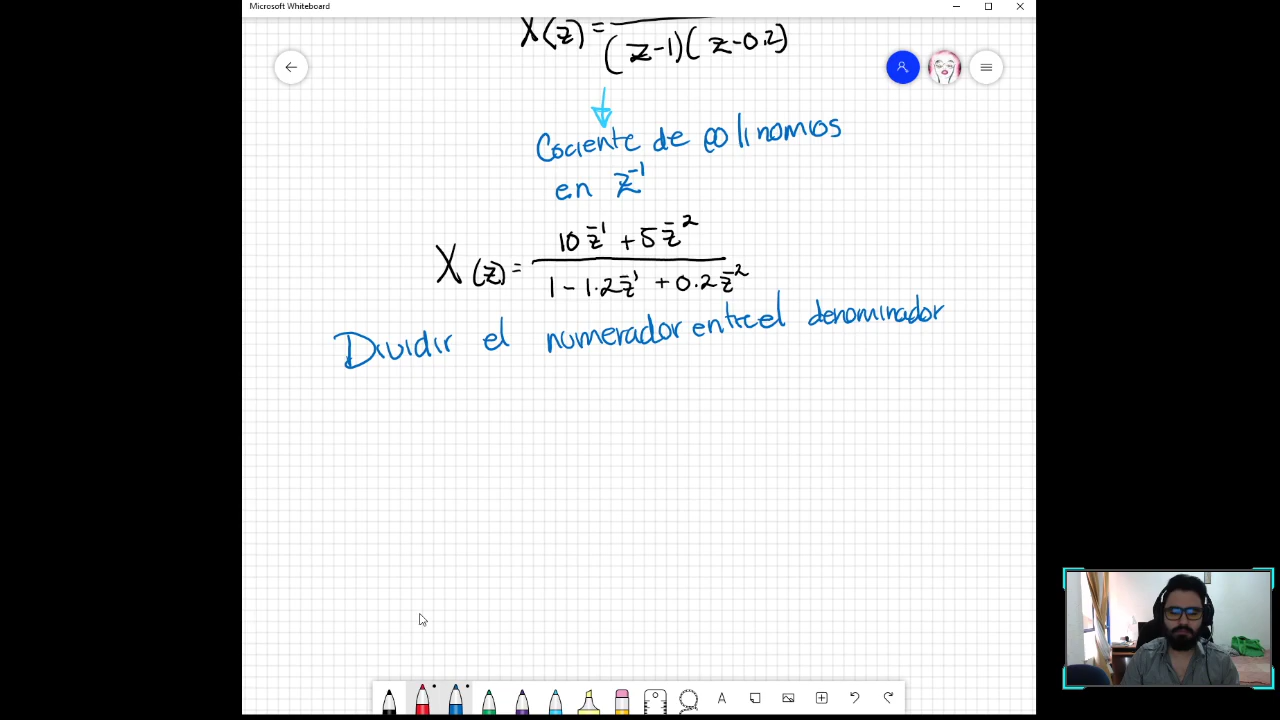 Microsoft Whiteboard
X(z) =
(z-1)(z-0.2)
Cociente de polinomios
en z⁻¹
10z⁻¹ + 5z⁻²
X(z) =
1 - 1.2z⁻¹ + 0.2z⁻²
Dividir el numerador entre el denominador
A